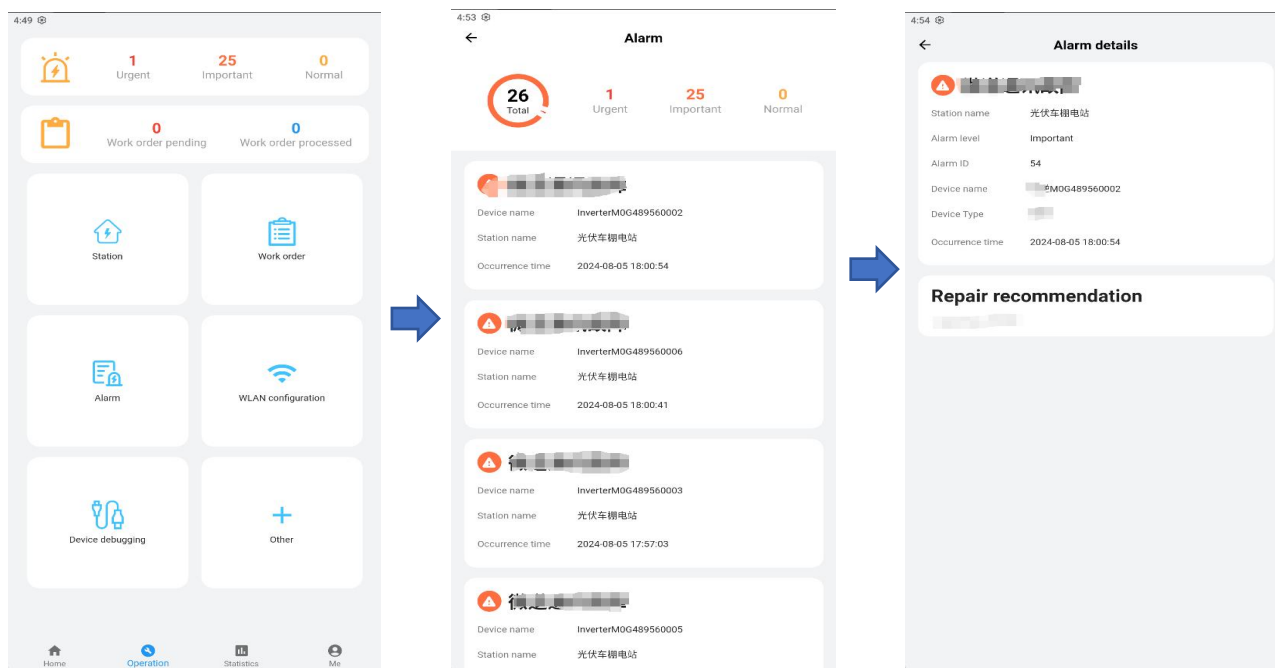 4:49
1 25 0
Urgent Important Normal
0 0
Work order pending Work order processed
Station Work order
Alarm WLAN configuration
Device debugging Other
Home Operation Statistics Me
4:53
Alarm
26 1 25 0
Total Urgent Important Normal
Device name InverterM0G489560002
Station name 光伏车棚电站
Occurrence time 2024-08-05 18:00:54
Device name InverterM0G489560006
Station name 光伏车棚电站
Occurrence time 2024-08-05 18:00:41
Device name InverterM0G489560003
Station name 光伏车棚电站
Occurrence time 2024-08-05 17:57:03
Device name InverterM0G489560005
Station name 光伏车棚电站
4:54
Alarm details
Station name 光伏车棚电站
Alarm level Important
Alarm ID 54
Device name M0G489560002
Device Type
Occurrence time 2024-08-05 18:00:54
Repair recommendation